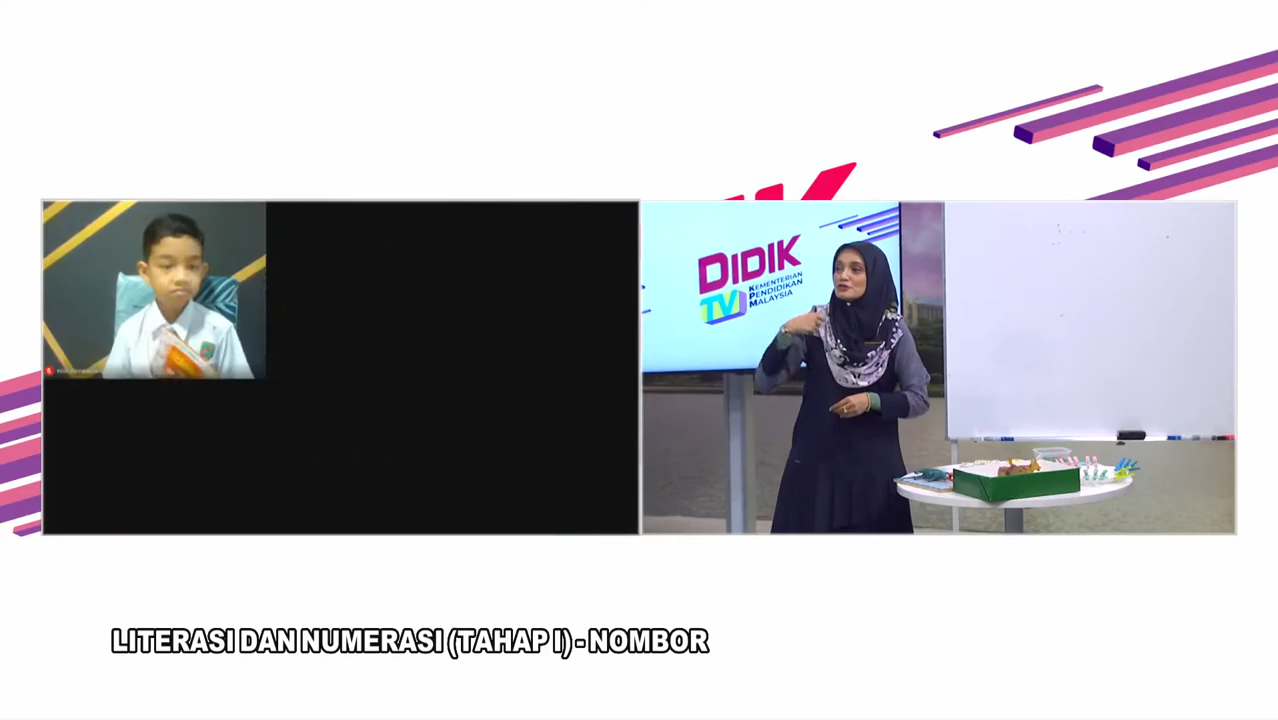 DIDIK
TV
KEMENTERIAN
PENDIDIKAN
MALAYSIA
LITERASI DAN NUMERASI (TAHAP I) - NOMBOR